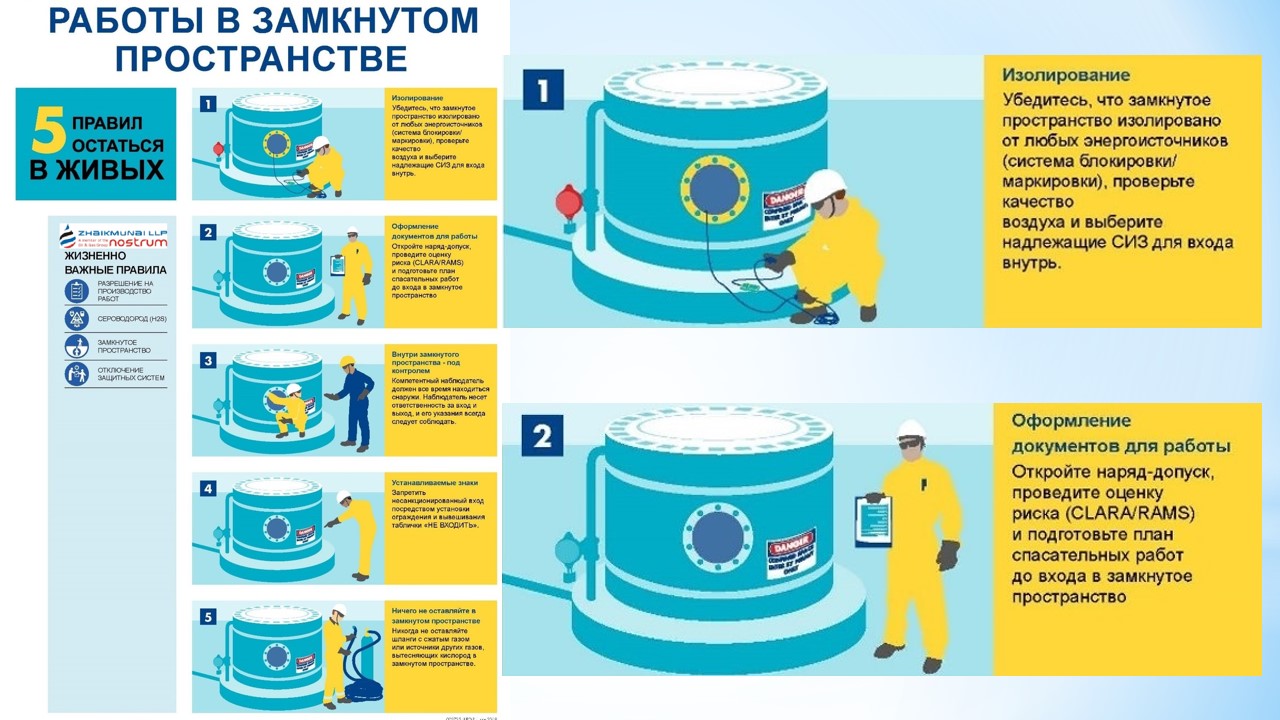 РАБОТЫ В ЗАМКНУТОМ
ПРОСТРАНСТВЕ
5 ПРАВИЛ
ОСТАТЬСЯ
В ЖИВЫХ
ZHAIKMUNAI LLP
nostrum
ЖИЗНЕННО
ВАЖНЫЕ ПРАВИЛА
РАЗРЕШЕНИЕ НА
ПРОИЗВОДСТВО
РАБОТ
СЕРОВОДОРОД (H2S)
ЗАМКНУТОЕ
ПРОСТРАНСТВО
ОТКЛЮЧЕНИЕ
ЗАЩИТНЫХ СИСТЕМ
1
DANGER
Изолирование
Убедитесь, что замкнутое
пространство изолировано
от любых энергоисточников
(система блокировки/
маркировки), проверьте
качество
воздуха и выберите
надлежащие СИЗ для входа
внутрь.
2
DANGER
Оформление
документов для работы
Откройте наряд-допуск,
проведите оценку
риска (CLARA/RAMS)
и подготовьте план
спасательных работ
до входа в замкнутое
пространство
3
Внутри замкнутого
пространства - под
контролем
Компетентный наблюдатель
должен все время находиться
снаружи. Наблюдатель несет
ответственность за вход и
выход, и его указания всегда
следует соблюдать.
4
DANGER
Устанавливаемые знаки
Запретить
несанкционированный вход
посредством установки
ограждения и вывешивания
таблички «НЕ ВХОДИТЬ».
5
DANGER
Ничего не оставляйте в
замкнутом пространстве
Никогда не оставляйте
шланги с сжатым газом
или источники других газов,
вытесняющих кислород в
замкнутом пространстве.
1
DANGER
Изолирование
Убедитесь, что замкнутое
пространство изолировано
от любых энергоисточников
(система блокировки/
маркировки), проверьте
качество
воздуха и выберите
надлежащие СИЗ для входа
внутрь.
2
DANGER
Оформление
документов для работы
Откройте наряд-допуск,
проведите оценку
риска (CLARA/RAMS)
и подготовьте план
спасательных работ
до входа в замкнутое
пространство